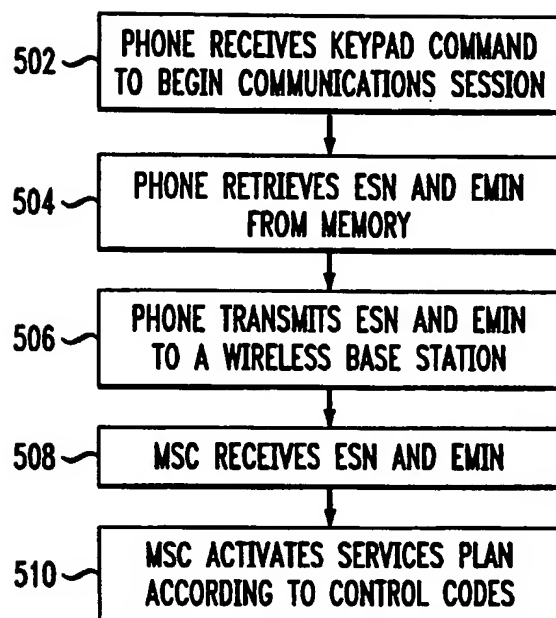 502
PHONE RECEIVES KEYPAD COMMAND
TO BEGIN COMMUNICATIONS SESSION
504
PHONE RETRIEVES ESN AND EMIN
FROM MEMORY
506
PHONE TRANSMITS ESN AND EMIN
TO A WIRELESS BASE STATION
508
MSC RECEIVES ESN AND EMIN
510
MSC ACTIVATES SERVICES PLAN
ACCORDING TO CONTROL CODES